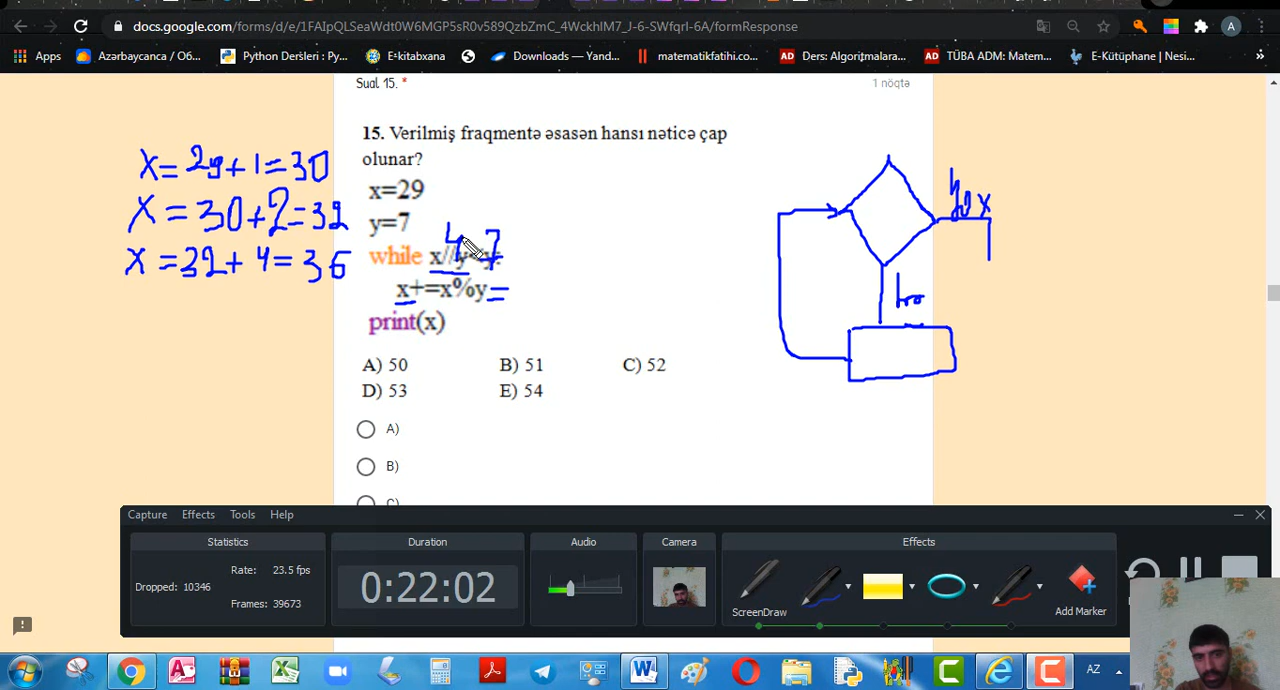 docs.google.com/forms/d/e/1FAIpQLSeaWdt0W6MGP5sR0v589QzbZmC_4WckhlM7_J-6-SWfqrl-6A/formResponse
A
Apps
Azərbaycanca / Об...
Python Dersleri : Py...
E-kitabxana
Downloads — Yand...
matematikfatihi.co...
AD
Ders: Algoritmalara...
AD
TÜBA ADM: Matem...
E-Kütüphane | Nesi...
»
Sual 15. *
1 nöqtə
15. Verilmiş fraqmentə əsasən hansı nəticə çap
olunar?
x=29
y=7
while x//y
x+=x%y
print(x)
A) 50 B) 51 C) 52
D) 53 E) 54
A)
B)
x=29+1=30
x=30+2=32
x=32+4=36
4 7
Capture Effects Tools Help
Statistics
Duration
Audio
Camera
Effects
Dropped: 10346
Rate: 23.5 fps
Frames: 39673
0:22:02
ScreenDraw
Add Marker
AZ